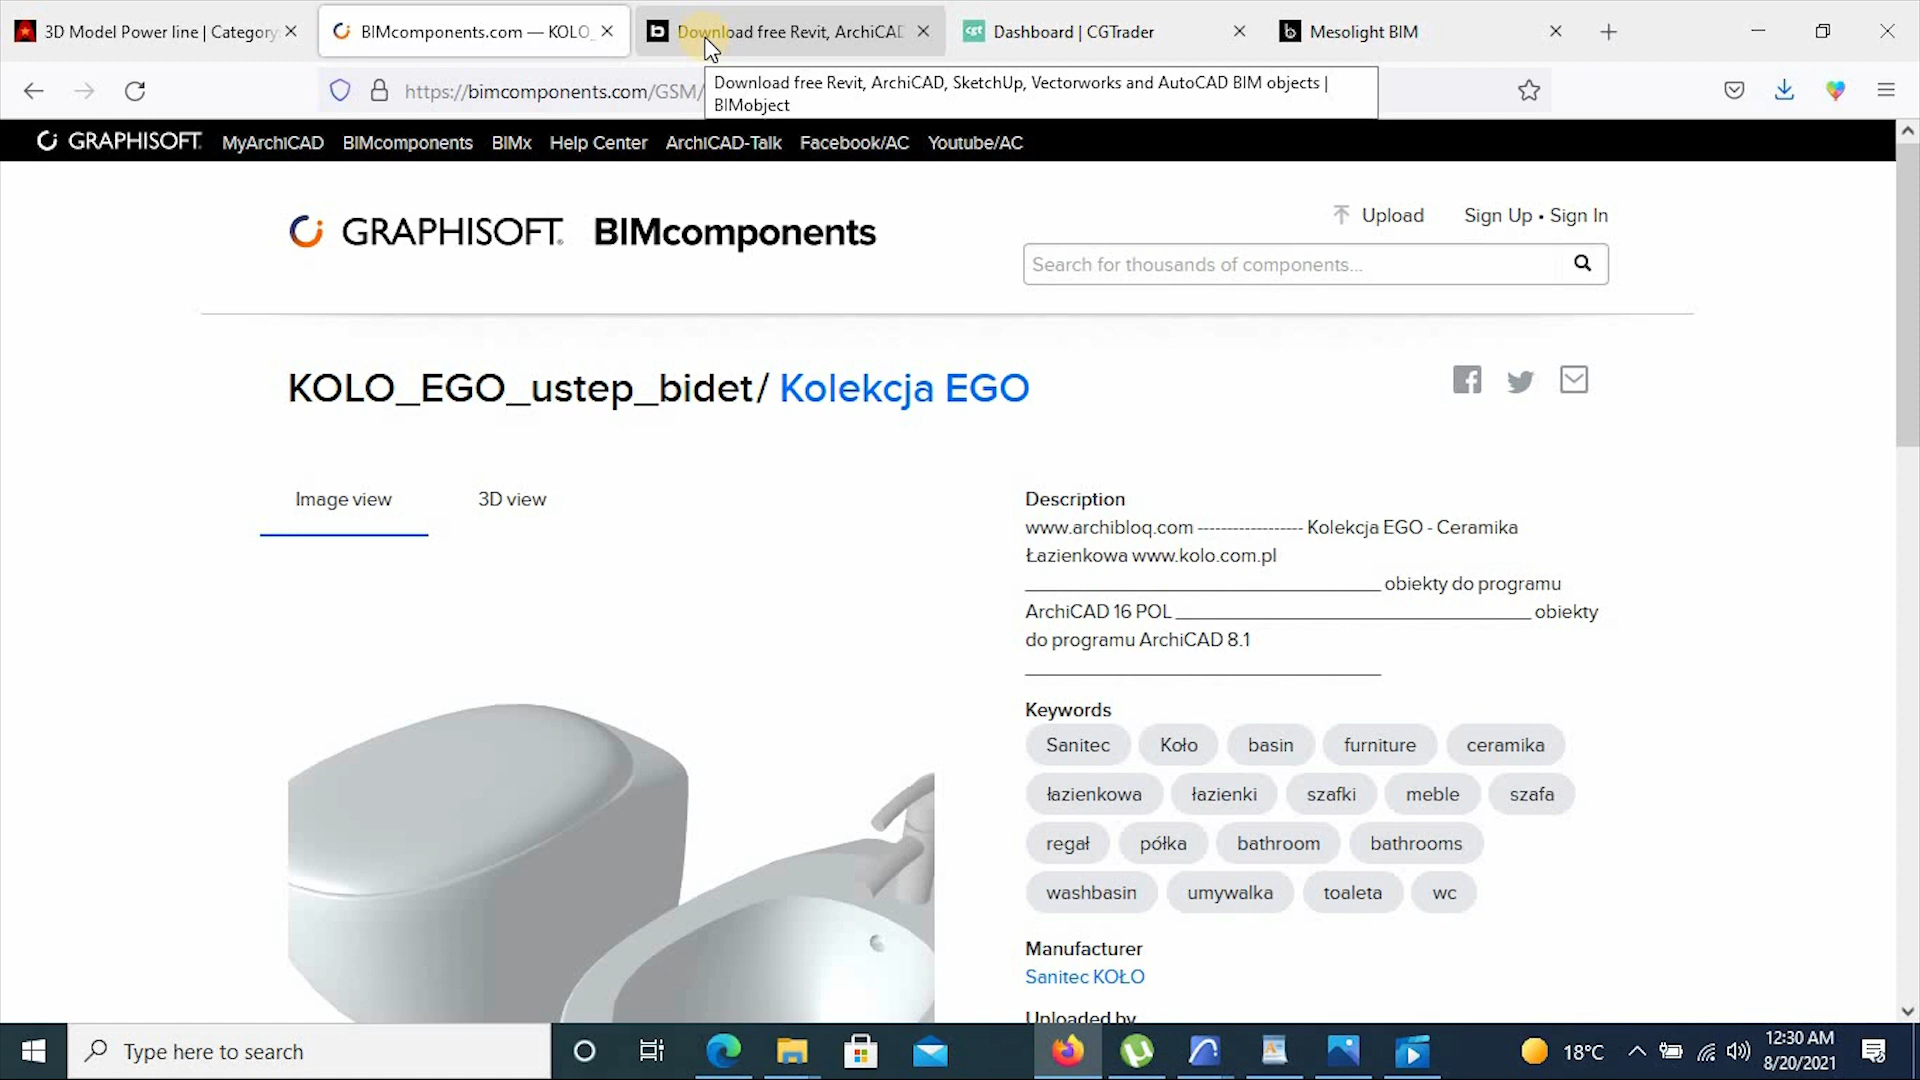 3D Model Power line | Category:
BIMcomponents.com — KOLO_
Download free Revit, ArchiCAD
Dashboard | CGTrader
Mesolight BIM
https://bimcomponents.com/GSM/
Download free Revit, ArchiCAD, SketchUp, Vectorworks and AutoCAD BIM objects |
BIMobject
GRAPHISOFT.
MyArchiCAD
BIMcomponents
BIMx
Help Center
ArchiCAD-Talk
Facebook/AC
Youtube/AC
GRAPHISOFT® BIMcomponents
Upload
Sign Up • Sign In
Search for thousands of components...
KOLO_EGO_ustep_bidet/ Kolekcja EGO
Image view
3D view
Description
www.archibloq.com ------------------ Kolekcja EGO - Ceramika
Łazienkowa www.kolo.com.pl
___________________________________ obiekty do programu
ArchiCAD 16 POL ___________________________________ obiekty
do programu ArchiCAD 8.1
___________________________________
Keywords
Sanitec Koło basin furniture ceramika
łazienkowa łazienki szafki meble szafa
regał półka bathroom bathrooms
washbasin umywalka toaleta wc
Manufacturer
Sanitec KOŁO
Uploaded by
Type here to search
18°C
12:30 AM
8/20/2021